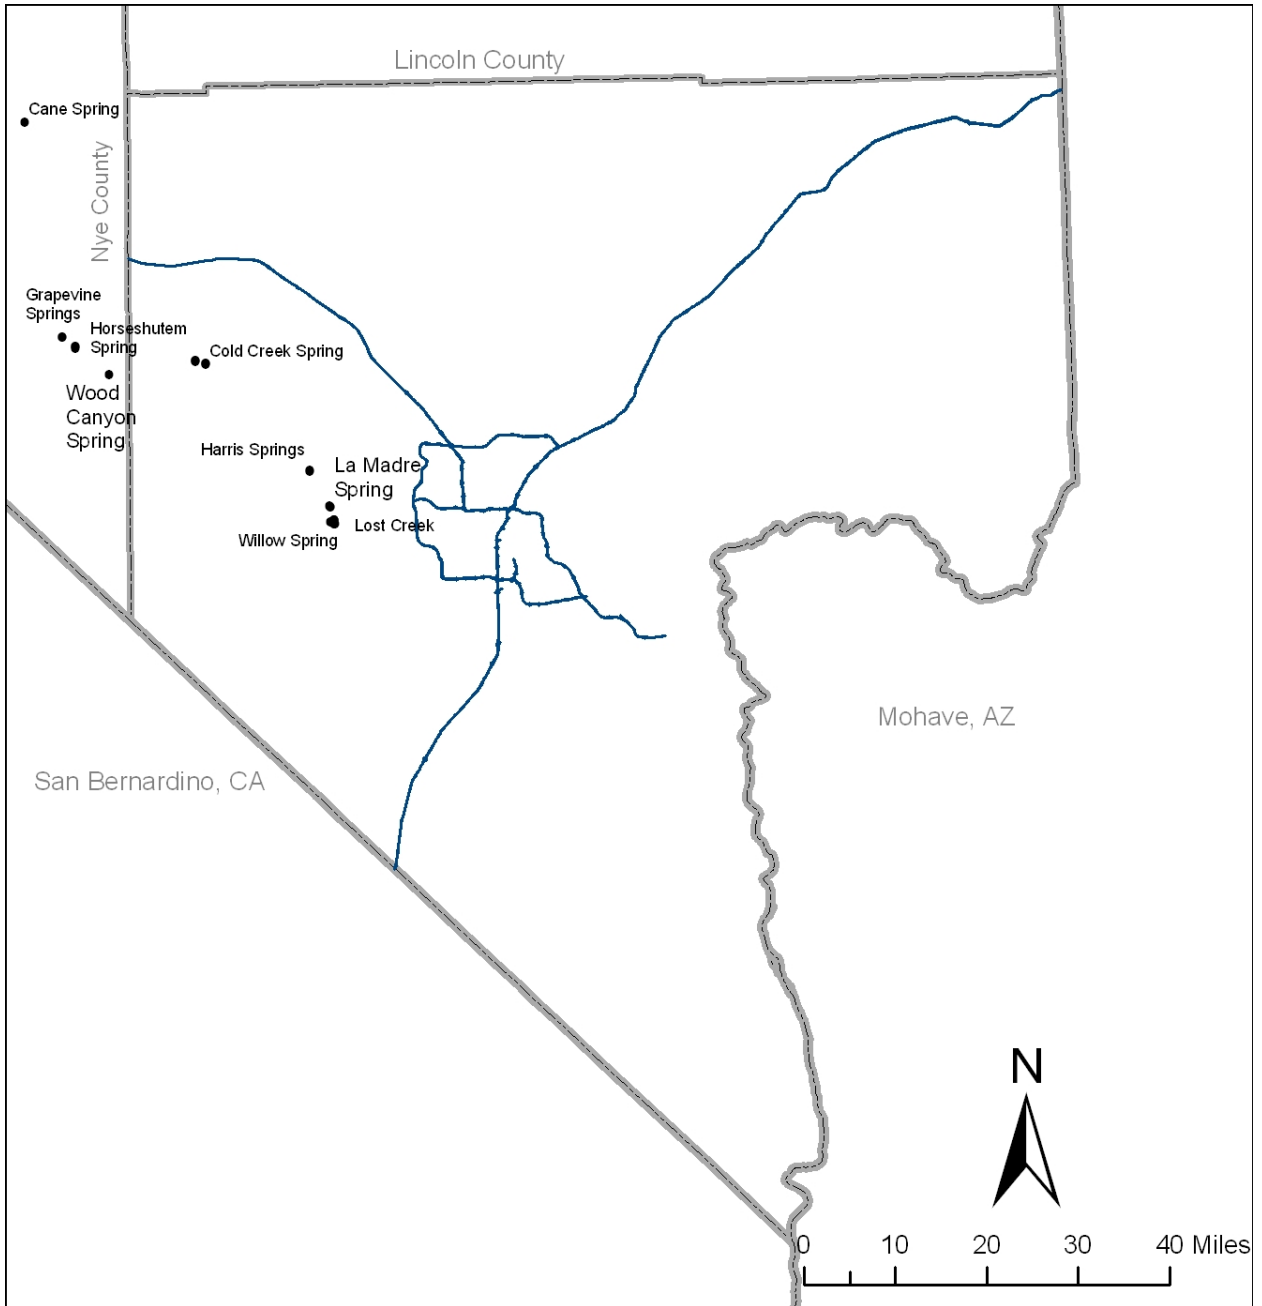 Lincoln County
Cane Spring
Nye County
Grapevine
Springs
Horseshutem
Spring
Cold Creek Spring
Wood
Canyon
Spring
Harris Springs
La Madre
Spring
Lost Creek
Willow Spring
Mohave, AZ
San Bernardino, CA
N
0 10 20 30 40 Miles